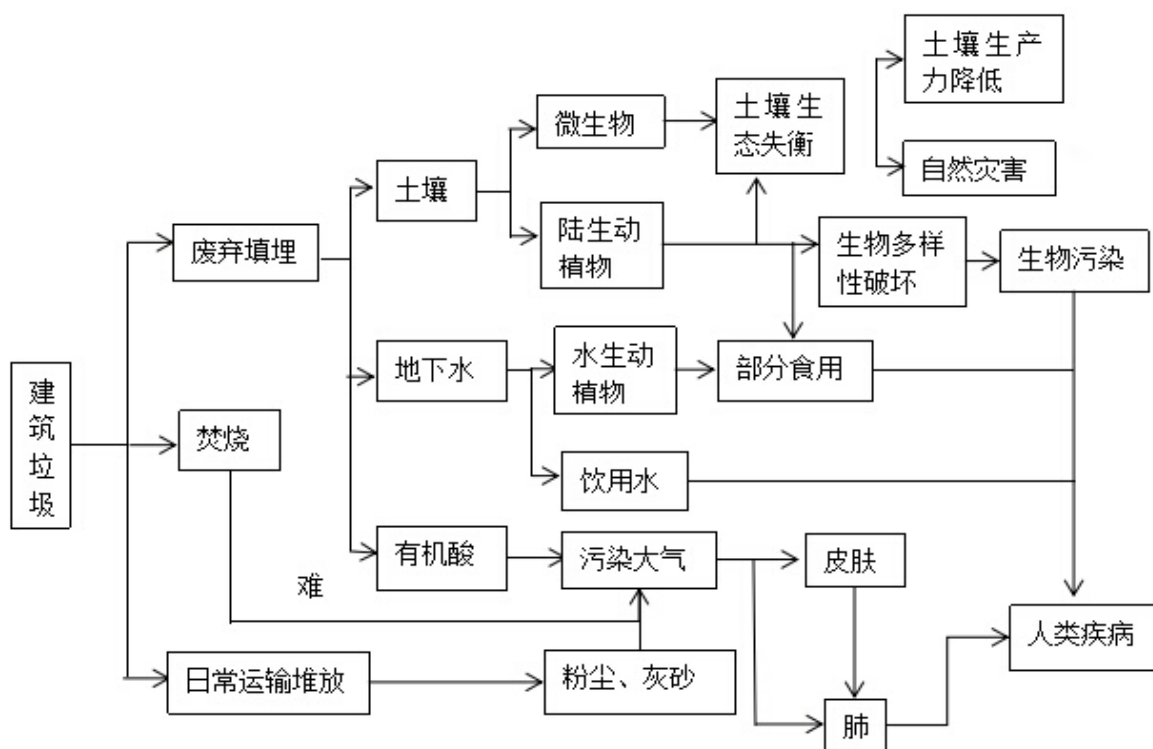 土壤生产
力降低
微生物
土壤生
态失衡
土壤
自然灾害
陆生动
植物
废弃填埋
生物多样
性破坏
生物污染
地下水
水生动
植物
部分食用
建
筑
垃
圾
焚烧
饮用水
有机酸
污染大气
皮肤
难
人类疾病
日常运输堆放
粉尘、灰砂
肺